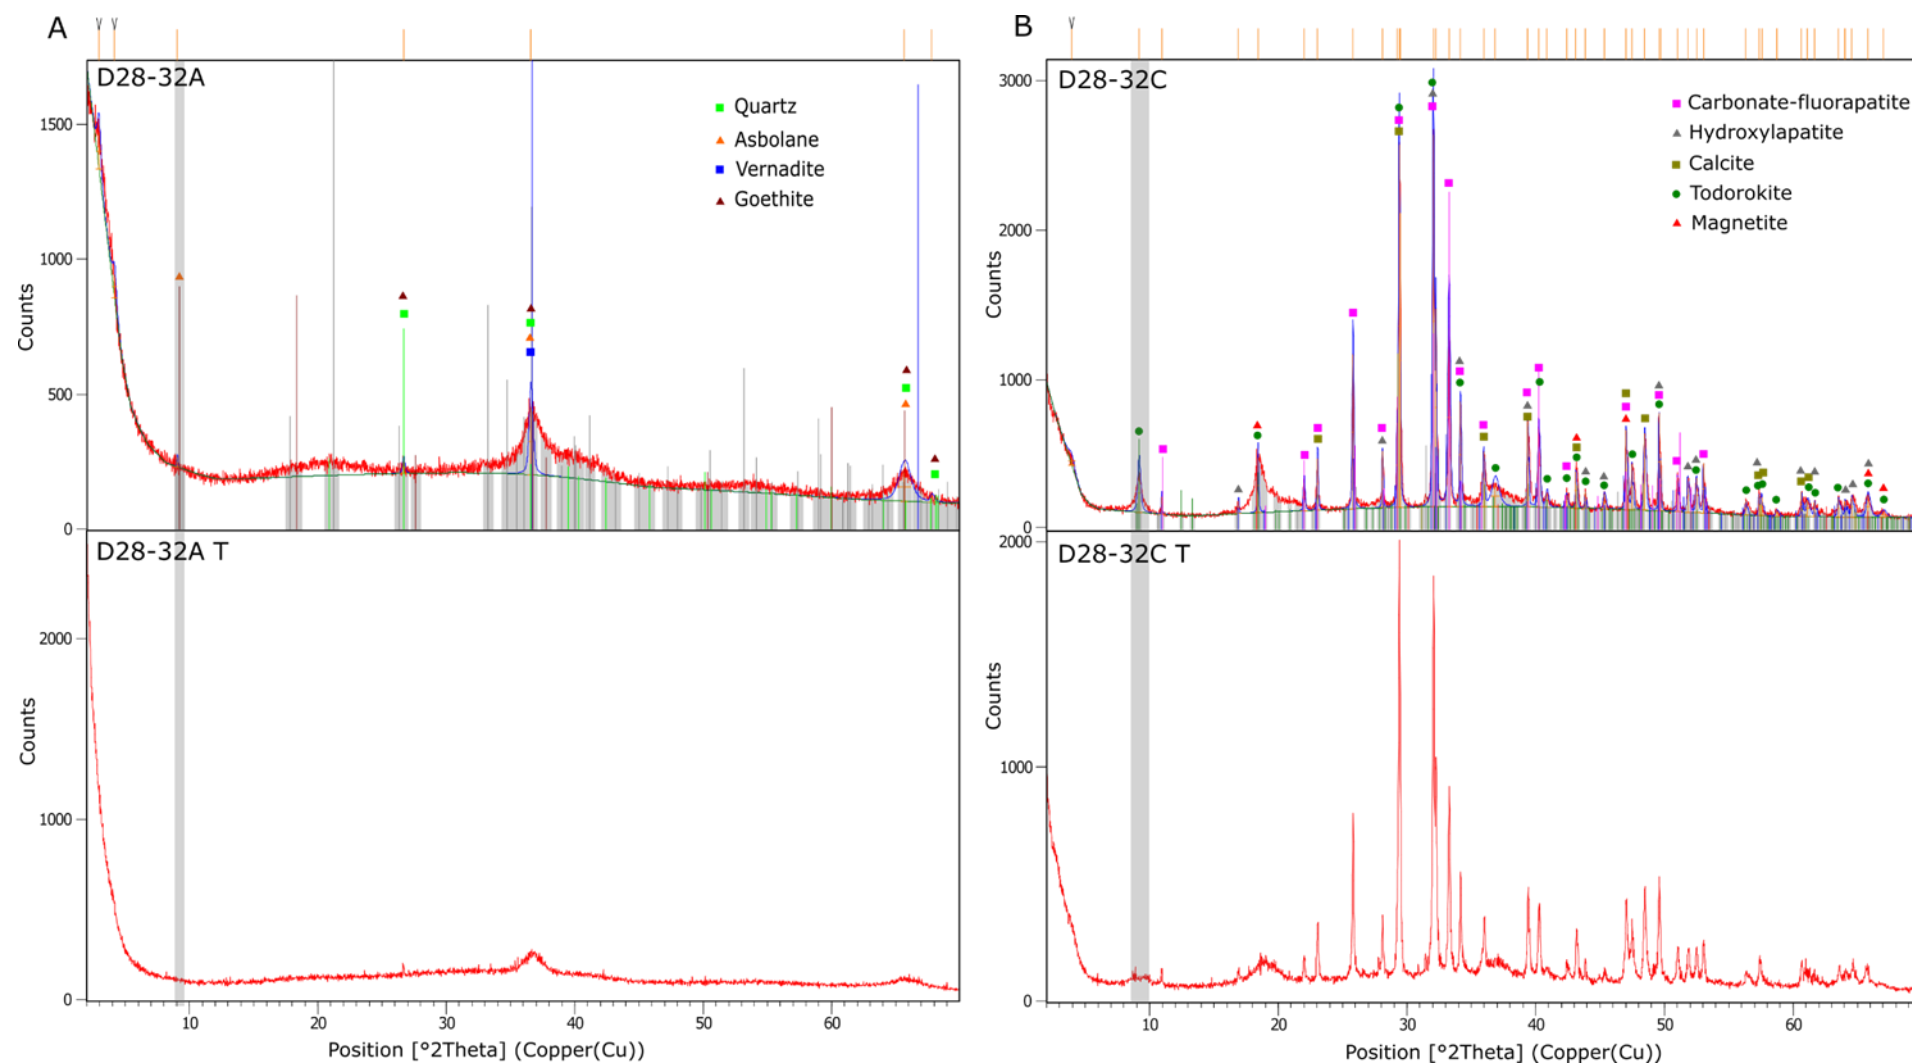 A
D28-32A
Quartz
Asbolane
Vernadite
Goethite
1500
1000
500
0
Counts
D28-32A T
2000
1000
0
Counts
10 20 30 40 50 60
Position [°2Theta] (Copper(Cu))
B
D28-32C
Carbonate-fluorapatite
Hydroxylapatite
Calcite
Todorokite
Magnetite
3000
2000
1000
0
Counts
D28-32C T
2000
1000
0
Counts
10 20 30 40 50 60
Position [°2Theta] (Copper(Cu))